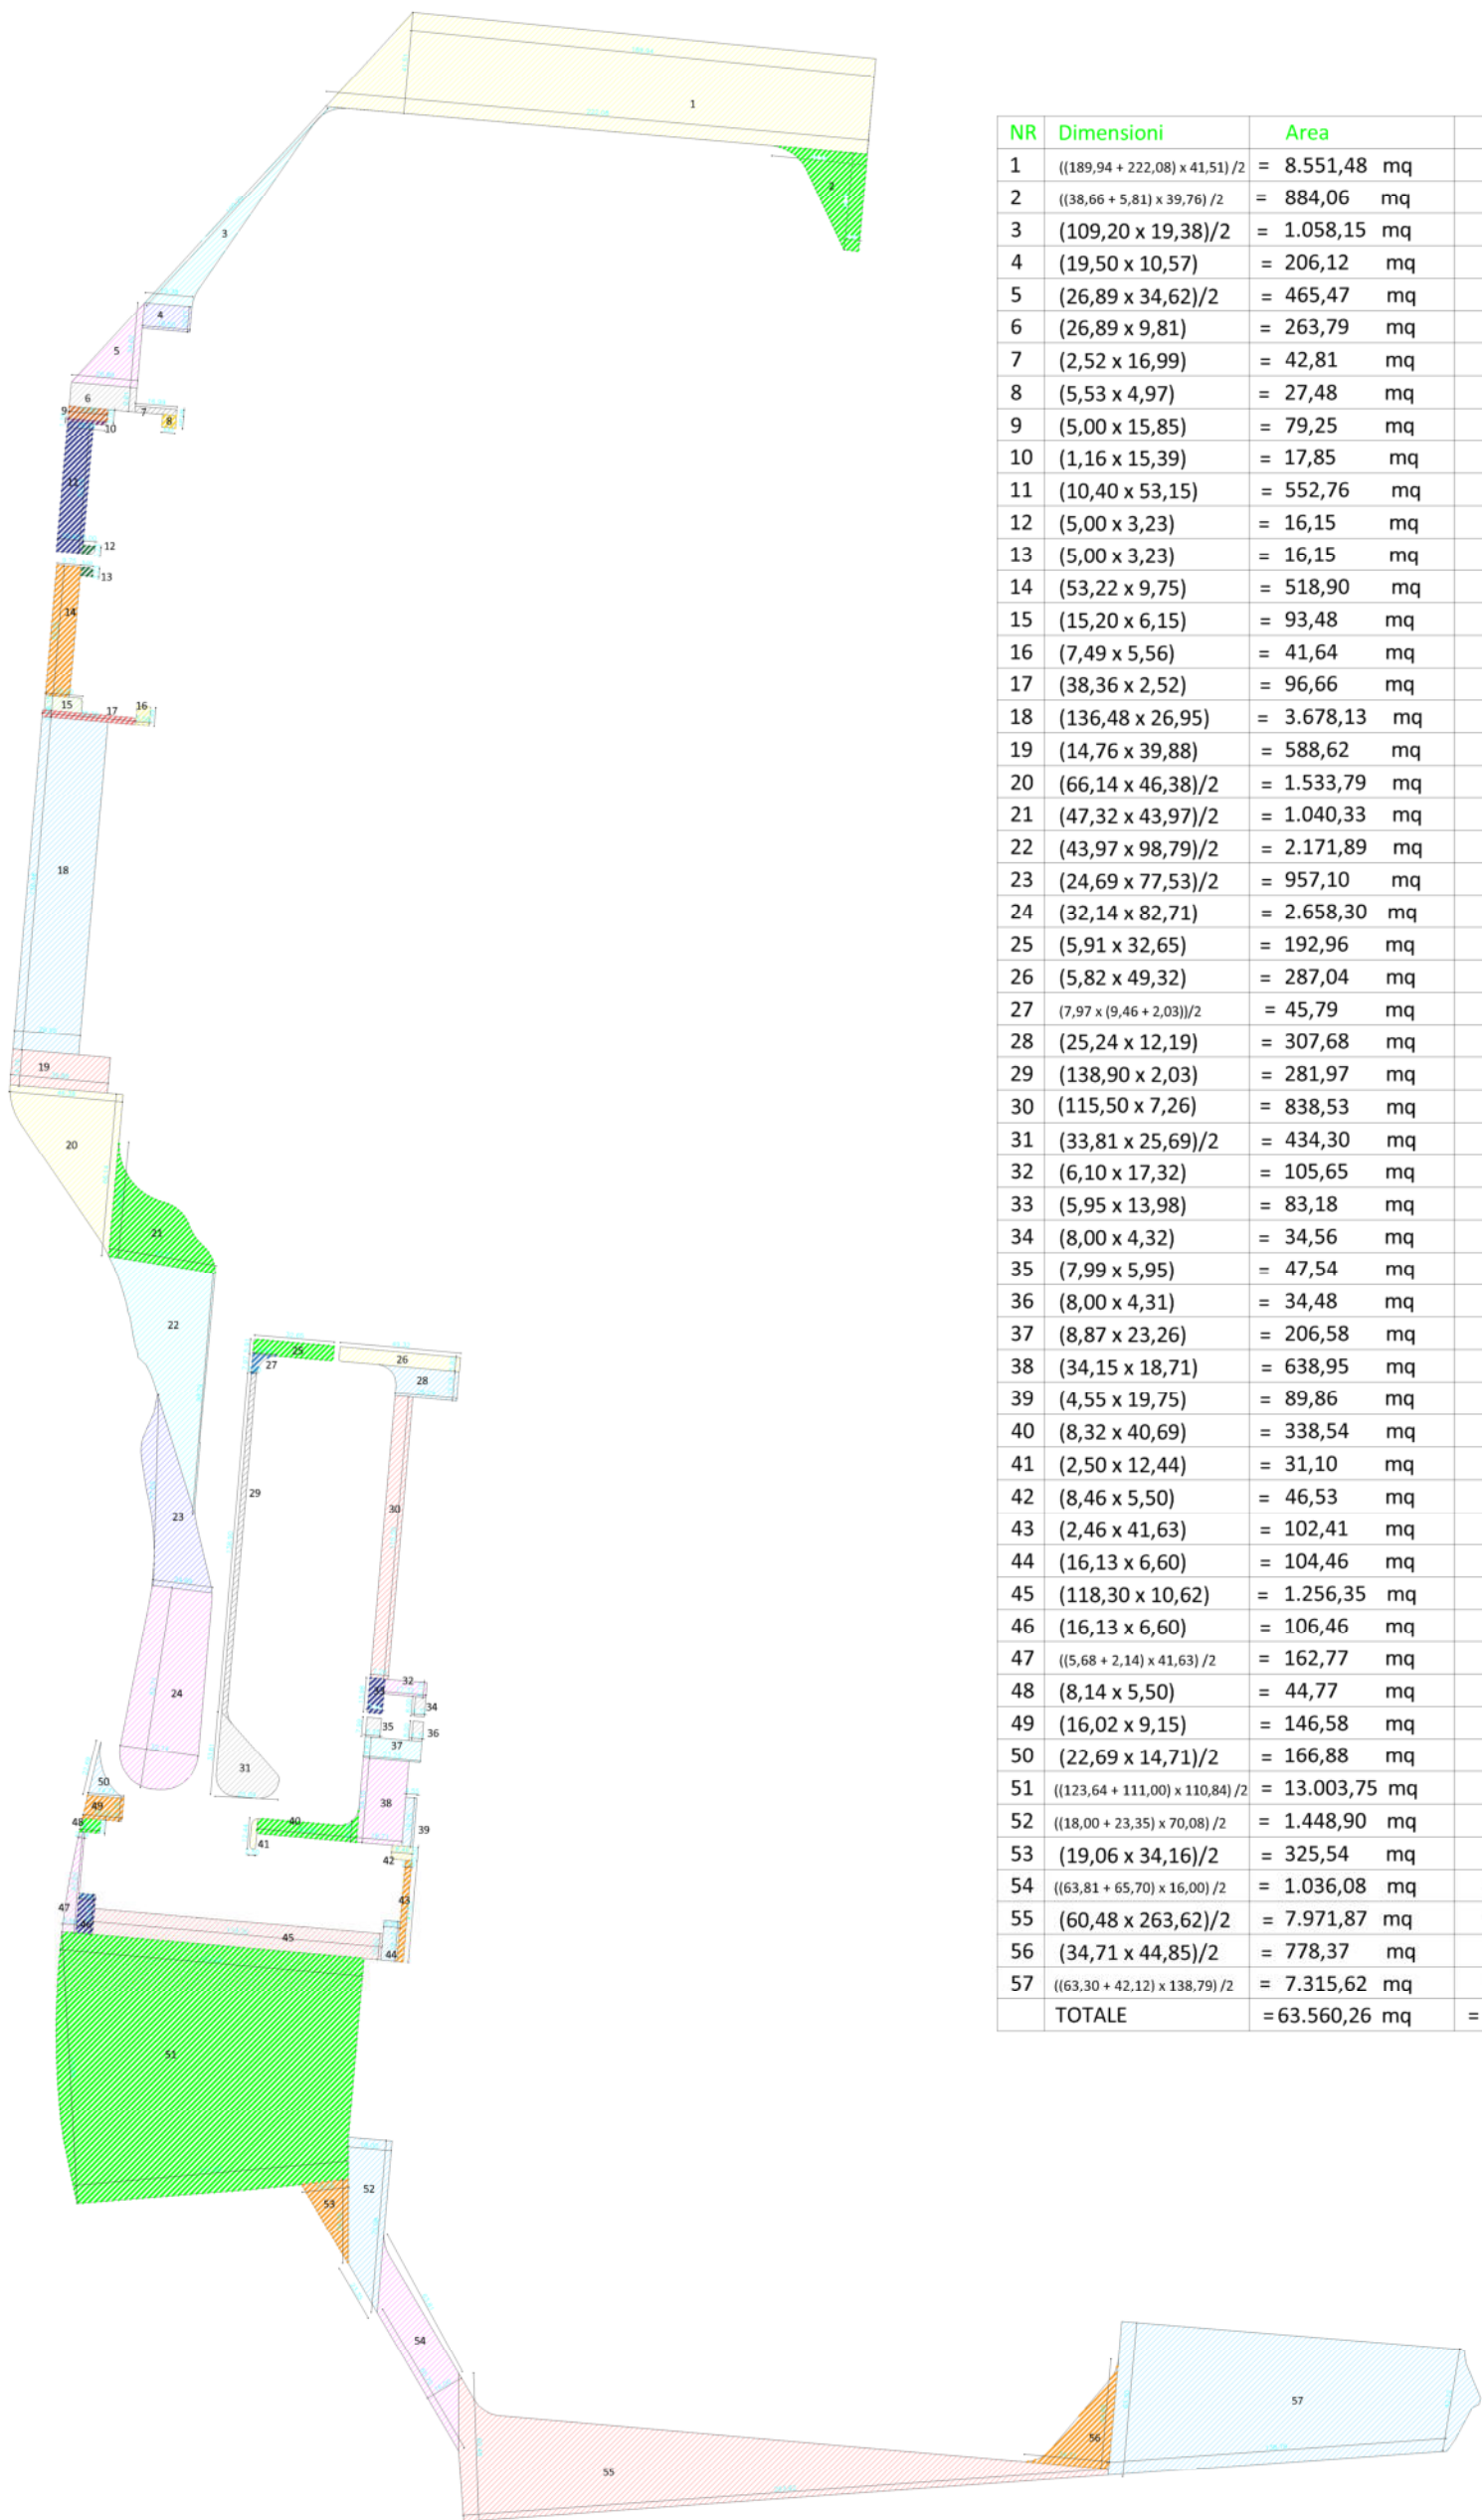 NR Dimensioni Area
1 ((189,94 + 222,08) x 41,51) /2 = 8.551,48 mq
2 ((38,66 + 5,81) x 39,76) /2 = 884,06 mq
3 (109,20 x 19,38)/2 = 1.058,15 mq
4 (19,50 x 10,57) = 206,12 mq
5 (26,89 x 34,62)/2 = 465,47 mq
6 (26,89 x 9,81) = 263,79 mq
7 (2,52 x 16,99) = 42,81 mq
8 (5,53 x 4,97) = 27,48 mq
9 (5,00 x 15,85) = 79,25 mq
10 (1,16 x 15,39) = 17,85 mq
11 (10,40 x 53,15) = 552,76 mq
12 (5,00 x 3,23) = 16,15 mq
13 (5,00 x 3,23) = 16,15 mq
14 (53,22 x 9,75) = 518,90 mq
15 (15,20 x 6,15) = 93,48 mq
16 (7,49 x 5,56) = 41,64 mq
17 (38,36 x 2,52) = 96,66 mq
18 (136,48 x 26,95) = 3.678,13 mq
19 (14,76 x 39,88) = 588,62 mq
20 (66,14 x 46,38)/2 = 1.533,79 mq
21 (47,32 x 43,97)/2 = 1.040,33 mq
22 (43,97 x 98,79)/2 = 2.171,89 mq
23 (24,69 x 77,53)/2 = 957,10 mq
24 (32,14 x 82,71) = 2.658,30 mq
25 (5,91 x 32,65) = 192,96 mq
26 (5,82 x 49,32) = 287,04 mq
27 (7,97 x (9,46 + 2,03))/2 = 45,79 mq
28 (25,24 x 12,19) = 307,68 mq
29 (138,90 x 2,03) = 281,97 mq
30 (115,50 x 7,26) = 838,53 mq
31 (33,81 x 25,69)/2 = 434,30 mq
32 (6,10 x 17,32) = 105,65 mq
33 (5,95 x 13,98) = 83,18 mq
34 (8,00 x 4,32) = 34,56 mq
35 (7,99 x 5,95) = 47,54 mq
36 (8,00 x 4,31) = 34,48 mq
37 (8,87 x 23,26) = 206,58 mq
38 (34,15 x 18,71) = 638,95 mq
39 (4,55 x 19,75) = 89,86 mq
40 (8,32 x 40,69) = 338,54 mq
41 (2,50 x 12,44) = 31,10 mq
42 (8,46 x 5,50) = 46,53 mq
43 (2,46 x 41,63) = 102,41 mq
44 (16,13 x 6,60) = 104,46 mq
45 (118,30 x 10,62) = 1.256,35 mq
46 (16,13 x 6,60) = 106,46 mq
47 ((5,68 + 2,14) x 41,63) /2 = 162,77 mq
48 (8,14 x 5,50) = 44,77 mq
49 (16,02 x 9,15) = 146,58 mq
50 (22,69 x 14,71)/2 = 166,88 mq
51 ((123,64 + 111,00) x 110,84) /2 = 13.003,75 mq
52 ((18,00 + 23,35) x 70,08) /2 = 1.448,90 mq
53 (19,06 x 34,16)/2 = 325,54 mq
54 ((63,81 + 65,70) x 16,00) /2 = 1.036,08 mq
55 (60,48 x 263,62)/2 = 7.971,87 mq
56 (34,71 x 44,85)/2 = 778,37 mq
57 ((63,30 + 42,12) x 138,79) /2 = 7.315,62 mq
TOTALE = 63.560,26 mq =
1
2
3
4
5
6
7
8
9
10
11
12
13
14
15
16
17
18
19
20
21
22
23
24
25
26
27
28
29
30
31
32
33
34
35
36
37
38
39
40
41
42
43
44
45
46
47
48
49
50
51
52
53
54
55
56
57